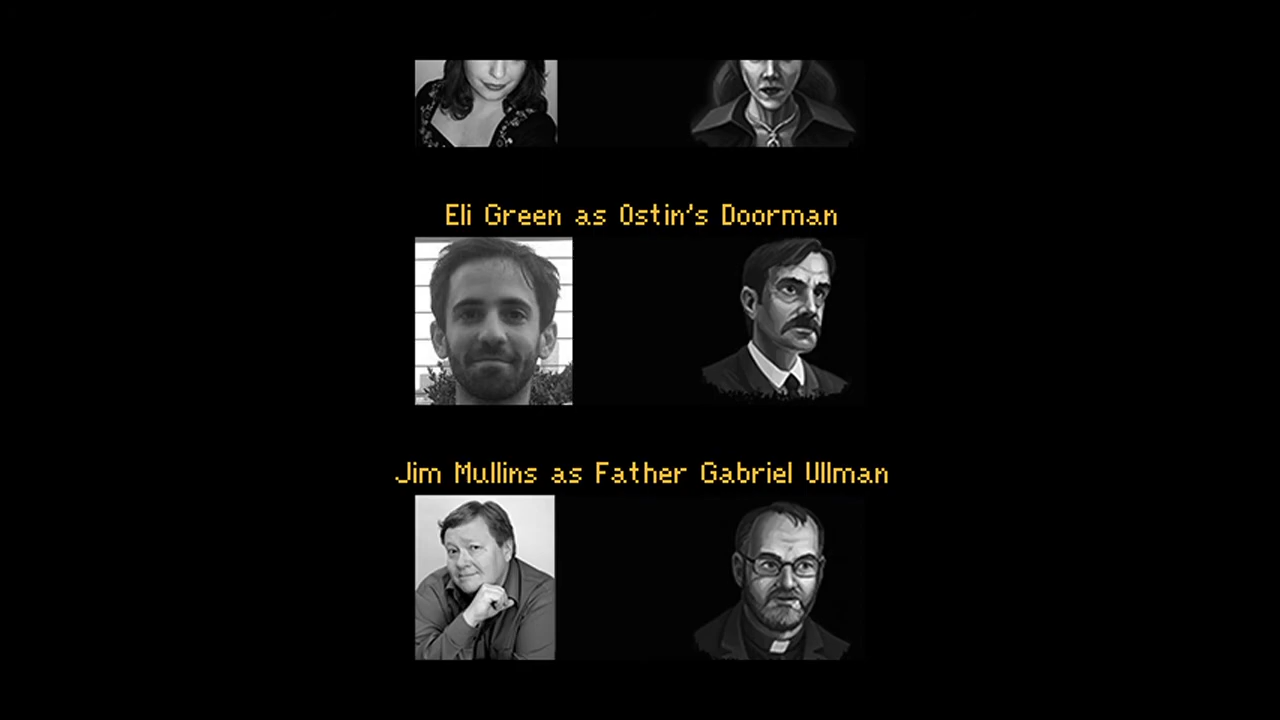 Eli Green as Ostin's Doorman
Jim Mullins as Father Gabriel Ullman